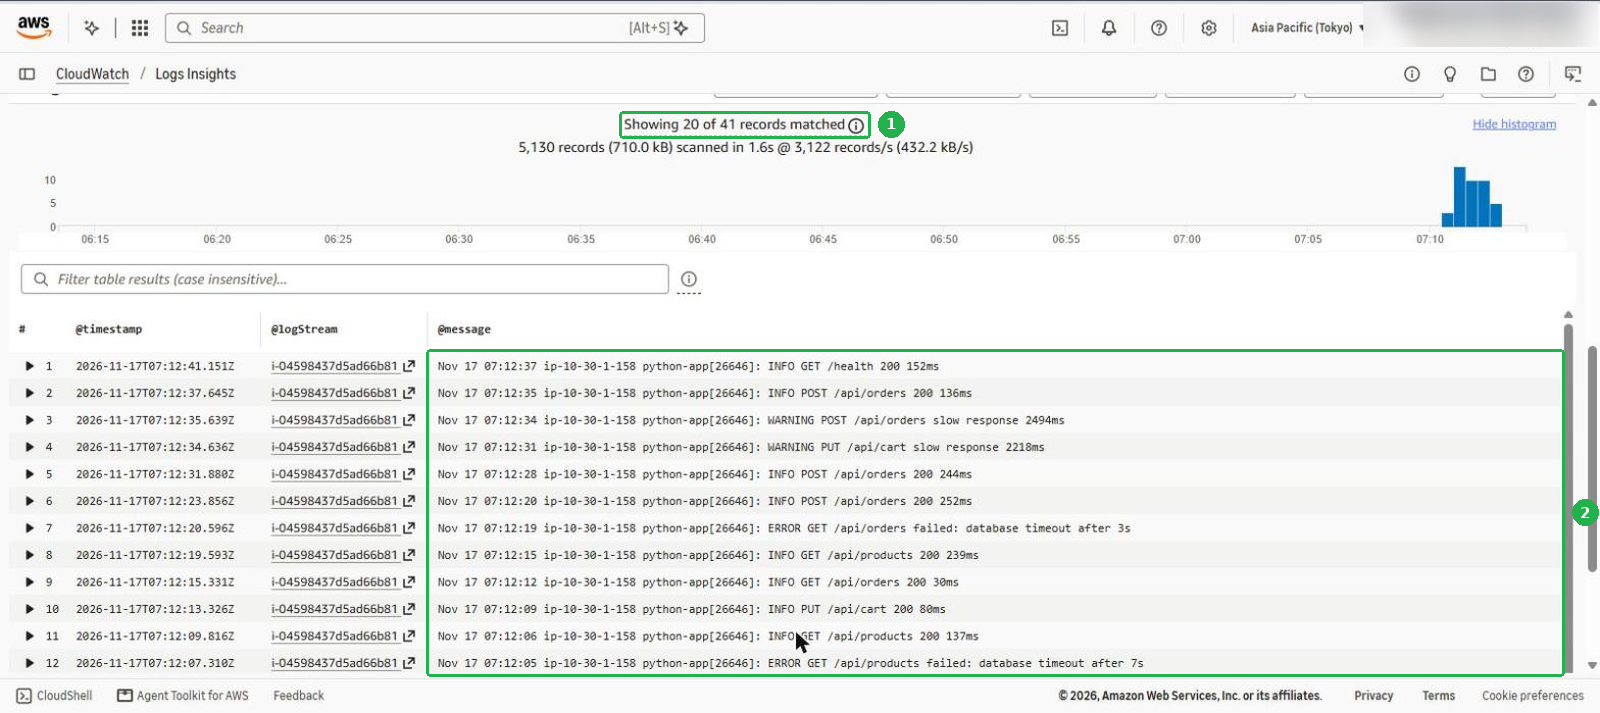 aws
Search [Alt+S]
Asia Pacific (Tokyo)
CloudWatch / Logs Insights
Showing 20 of 41 records matched 1
Hide histogram
5,130 records (710.0 kB) scanned in 1.6s @ 3,122 records/s (432.2 kB/s)
10
5
0
06:15 06:20 06:25 06:30 06:35 06:40 06:45 06:50 06:55 07:00 07:05 07:10
Filter table results (case insensitive)...
# @timestamp @logStream @message
1 2026-11-17T07:12:41.151Z i-04598437d5ad66b81 Nov 17 07:12:37 ip-10-30-1-158 python-app[26646]: INFO GET /health 200 152ms
2 2026-11-17T07:12:37.645Z i-04598437d5ad66b81 Nov 17 07:12:35 ip-10-30-1-158 python-app[26646]: INFO POST /api/orders 200 136ms
3 2026-11-17T07:12:35.639Z i-04598437d5ad66b81 Nov 17 07:12:34 ip-10-30-1-158 python-app[26646]: WARNING POST /api/orders slow response 2494ms
4 2026-11-17T07:12:34.636Z i-04598437d5ad66b81 Nov 17 07:12:31 ip-10-30-1-158 python-app[26646]: WARNING PUT /api/cart slow response 2218ms
5 2026-11-17T07:12:31.880Z i-04598437d5ad66b81 Nov 17 07:12:28 ip-10-30-1-158 python-app[26646]: INFO POST /api/orders 200 244ms
6 2026-11-17T07:12:23.856Z i-04598437d5ad66b81 Nov 17 07:12:20 ip-10-30-1-158 python-app[26646]: INFO POST /api/orders 200 252ms
7 2026-11-17T07:12:20.596Z i-04598437d5ad66b81 Nov 17 07:12:19 ip-10-30-1-158 python-app[26646]: ERROR GET /api/orders failed: database timeout after 3s
2
8 2026-11-17T07:12:19.593Z i-04598437d5ad66b81 Nov 17 07:12:15 ip-10-30-1-158 python-app[26646]: INFO GET /api/products 200 239ms
9 2026-11-17T07:12:15.331Z i-04598437d5ad66b81 Nov 17 07:12:12 ip-10-30-1-158 python-app[26646]: INFO GET /api/orders 200 30ms
10 2026-11-17T07:12:13.326Z i-04598437d5ad66b81 Nov 17 07:12:09 ip-10-30-1-158 python-app[26646]: INFO PUT /api/cart 200 80ms
11 2026-11-17T07:12:09.816Z i-04598437d5ad66b81 Nov 17 07:12:06 ip-10-30-1-158 python-app[26646]: INFO GET /api/products 200 137ms
12 2026-11-17T07:12:07.310Z i-04598437d5ad66b81 Nov 17 07:12:05 ip-10-30-1-158 python-app[26646]: ERROR GET /api/products failed: database timeout after 7s
CloudShell Agent Toolkit for AWS Feedback © 2026, Amazon Web Services, Inc. or its affiliates. Privacy Terms Cookie preferences